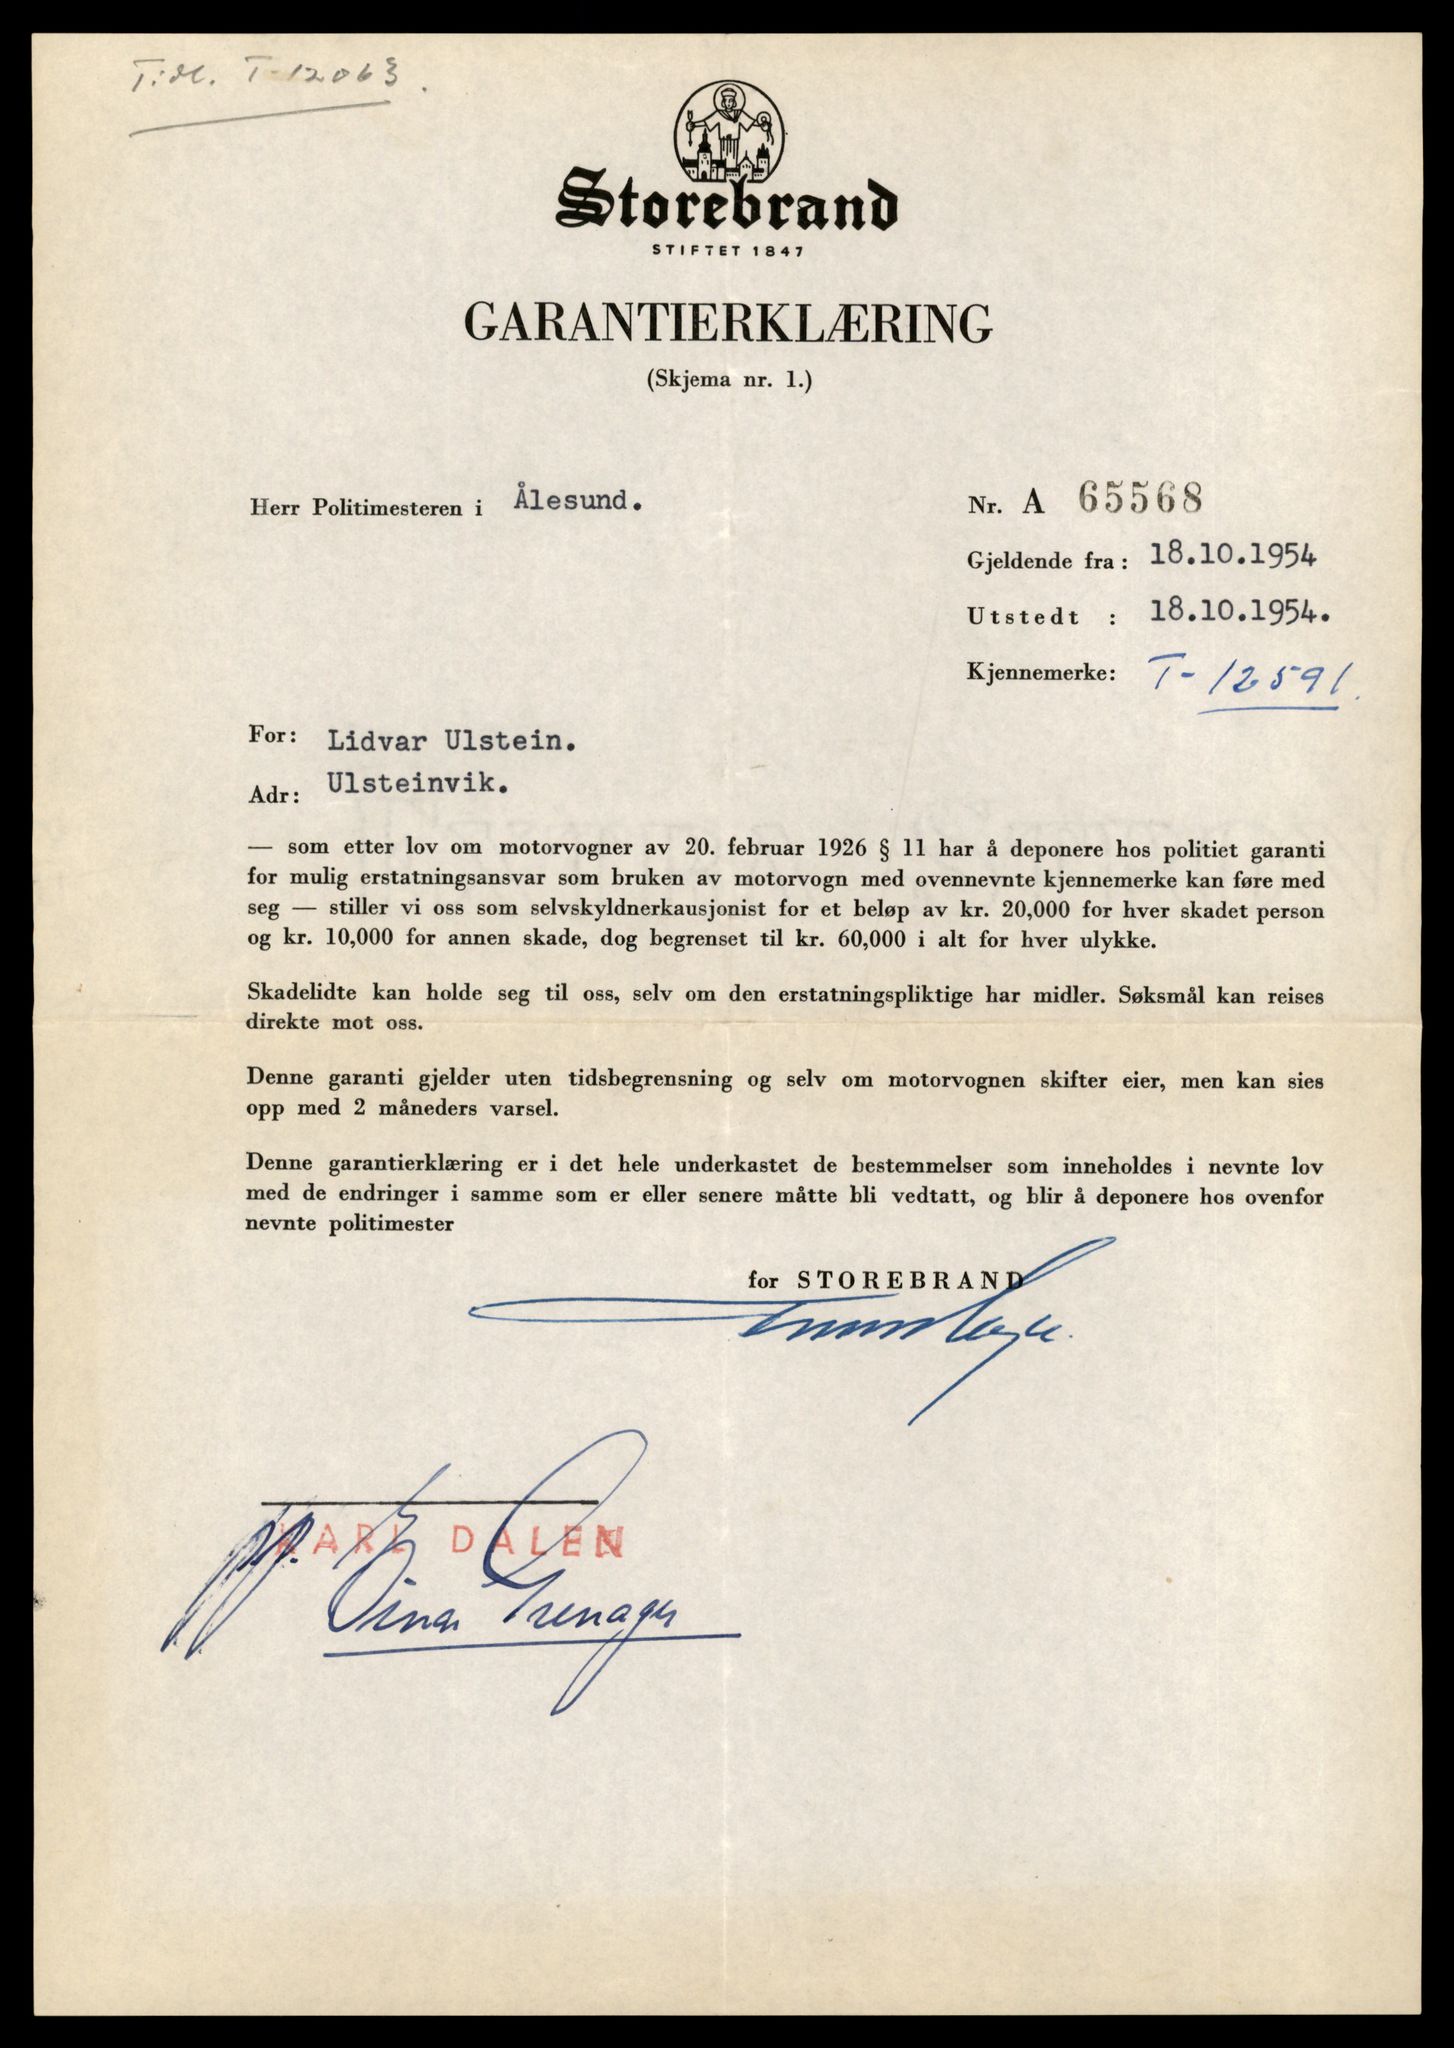 Tidl. T-12063.
Storebrand
STIFTET 1847
GARANTIERKLÆRING
(Skjema nr. 1.)
Herr Politimesteren i Ålesund.
Nr. A 65568
Gjeldende fra: 18.10.1954
Utstedt : 18.10.1954.
Kjennemerke: T-12591.
For: Lidvar Ulstein.
Adr: Ulsteinvik.
— som etter lov om motorvogner av 20. februar 1926 § 11 har å deponere hos politiet garanti
for mulig erstatningsansvar som bruken av motorvogn med ovennevnte kjennemerke kan føre med
seg — stiller vi oss som selvskyldnerkausjonist for et beløp av kr. 20,000 for hver skadet person
og kr. 10,000 for annen skade, dog begrenset til kr. 60,000 i alt for hver ulykke.
Skadelidte kan holde seg til oss, selv om den erstatningspliktige har midler. Søksmål kan reises
direkte mot oss.
Denne garanti gjelder uten tidsbegrensning og selv om motorvognen skifter eier, men kan sies
opp med 2 måneders varsel.
Denne garantierklæring er i det hele underkastet de bestemmelser som inneholdes i nevnte lov
med de endringer i samme som er eller senere måtte bli vedtatt, og blir å deponere hos ovenfor
nevnte politimester
for STOREBRAND
pp. KARL DALEN